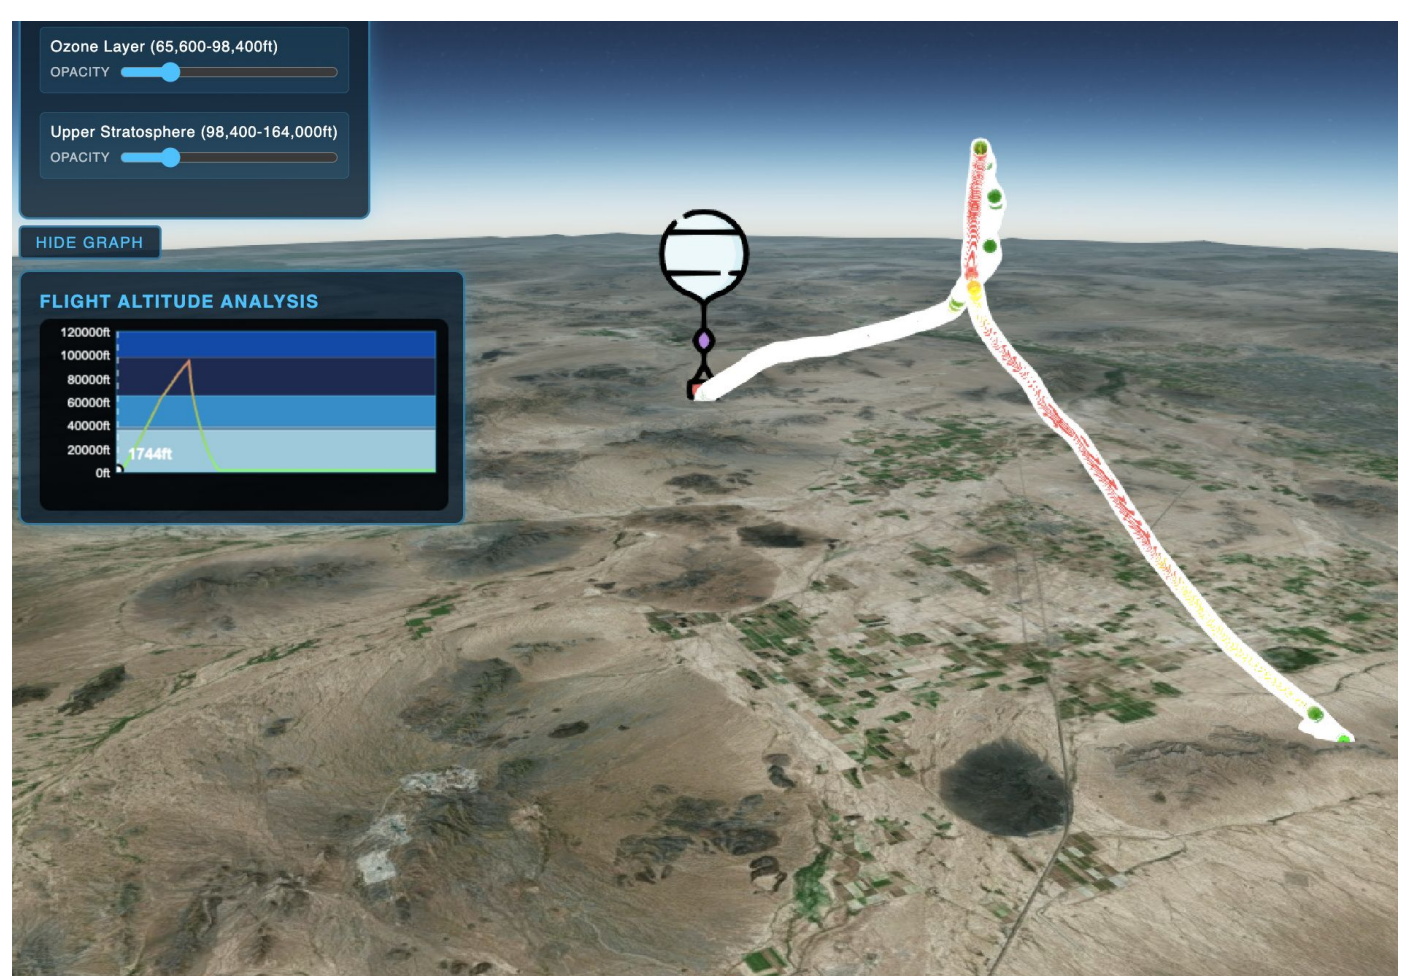 Ozone Layer (65,600-98,400ft)
OPACITY
Upper Stratosphere (98,400-164,000ft)
OPACITY
HIDE GRAPH
FLIGHT ALTITUDE ANALYSIS
120000ft
100000ft
80000ft
60000ft
40000ft
20000ft
1744ft
0ft